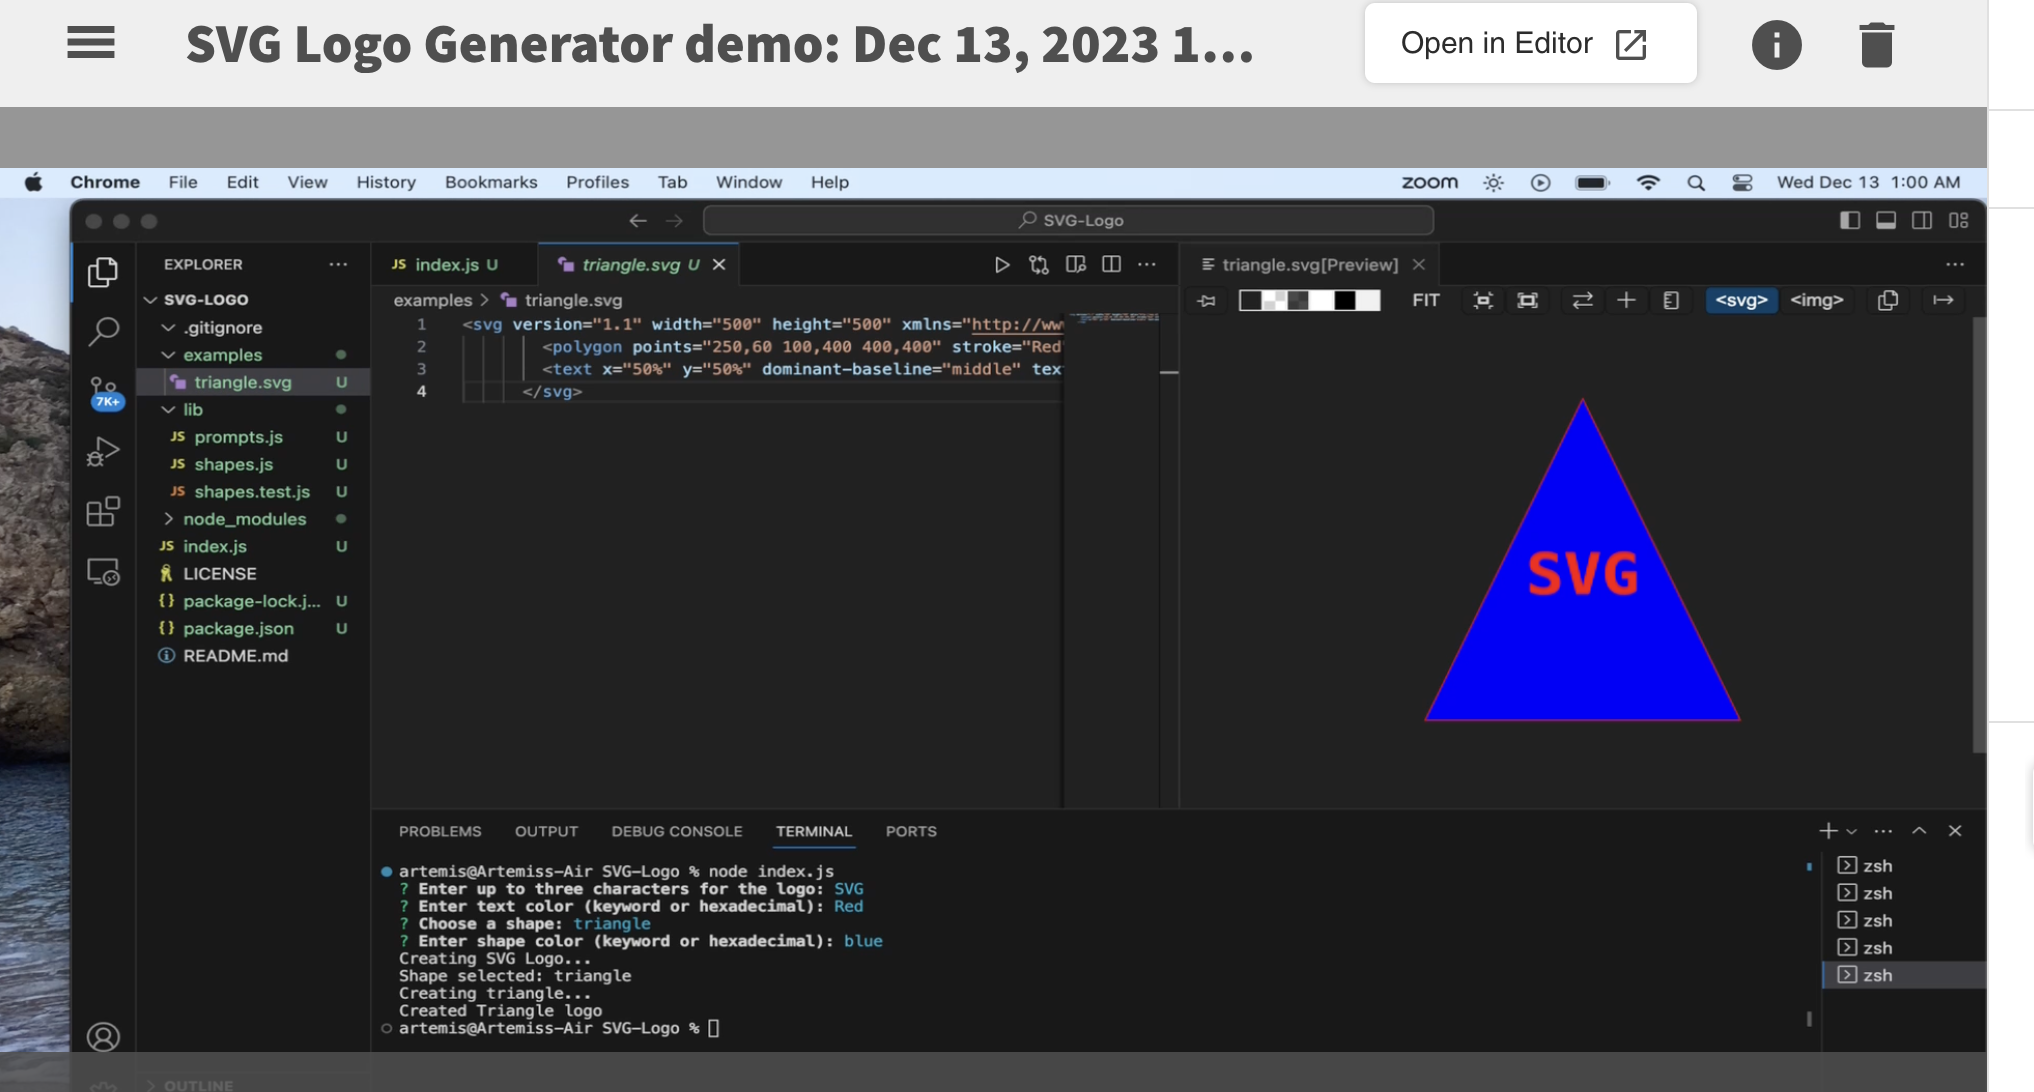 SVG Logo Generator demo: Dec 13, 2023 1...
Open in Editor
Chrome File Edit View History Bookmarks Profiles Tab Window Help
zoom
Wed Dec 13 1:00 AM
SVG-Logo
EXPLORER
SVG-LOGO
.gitignore
examples
triangle.svg U
lib
JS prompts.js U
JS shapes.js U
JS shapes.test.js U
node_modules
JS index.js U
LICENSE
{} package-lock.j... U
{} package.json U
README.md
OUTLINE
7K+
JS index.js U
triangle.svg U
examples > triangle.svg
1 <svg version="1.1" width="500" height="500" xmlns="http://ww
2 <polygon points="250,60 100,400 400,400" stroke="Red"
3 <text x="50%" y="50%" dominant-baseline="middle" tex
4 </svg>
triangle.svg[Preview]
FIT
<svg> <img>
SVG
PROBLEMS OUTPUT DEBUG CONSOLE TERMINAL PORTS
artemis@Artemiss-Air SVG-Logo % node index.js
? Enter up to three characters for the logo: SVG
? Enter text color (keyword or hexadecimal): Red
? Choose a shape: triangle
? Enter shape color (keyword or hexadecimal): blue
Creating SVG Logo...
Shape selected: triangle
Creating triangle...
Created Triangle logo
artemis@Artemiss-Air SVG-Logo %
zsh
zsh
zsh
zsh
zsh